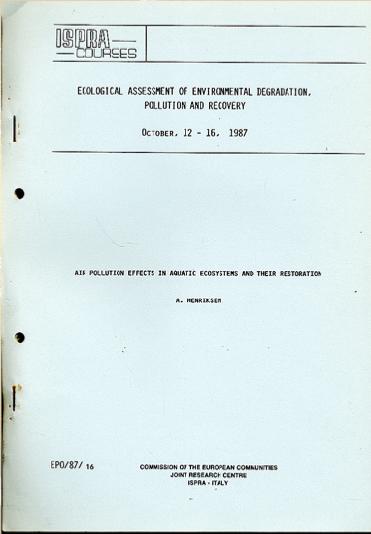 ISPRA
COURSES
ECOLOGICAL ASSESSMENT OF ENVIRONMENTAL DEGRADATION,
POLLUTION AND RECOVERY
OCTOBER, 12 - 16, 1987
AIR POLLUTION EFFECTS IN AQUATIC ECOSYSTEMS AND THEIR RESTORATION
A. HENRIKSEN
EPO/87/ 16
COMMISSION OF THE EUROPEAN COMMUNITIES
JOINT RESEARCH CENTRE
ISPRA - ITALY